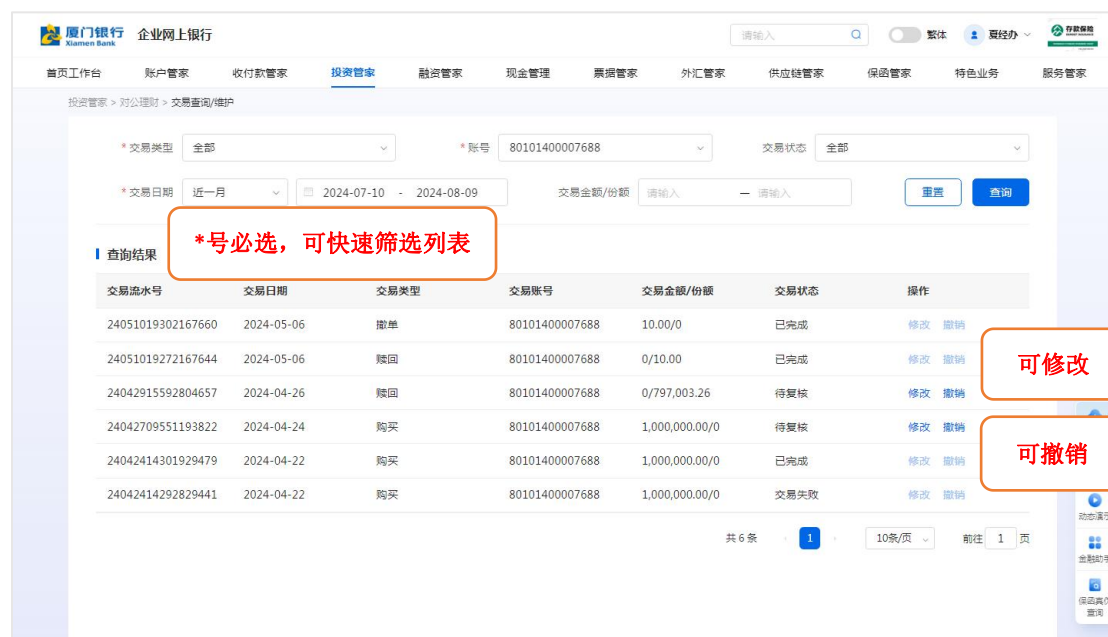 厦门银行 企业网上银行 请输入 繁体 夏经办 存款保险
Xiamen Bank
首页工作台 账户管家 收付款管家 投资管家 融资管家 现金管理 票据管家 外汇管家 供应链管家 保函管家 特色业务 服务管家
投资管家 > 对公理财 > 交易查询/维护
* 交易类型 全部 * 账号 80101400007688 交易状态 全部
* 交易日期 近一月 2024-07-10 - 2024-08-09 交易金额/份额 请输入 — 请输入 重置 查询
*号必选，可快速筛选列表
查询结果
交易流水号 交易日期 交易类型 交易账号 交易金额/份额 交易状态 操作
24051019302167660 2024-05-06 撤单 80101400007688 10.00/0 已完成 修改 撤销
24051019272167644 2024-05-06 赎回 80101400007688 0/10.00 已完成 修改 撤销
可修改
24042915592804657 2024-04-26 赎回 80101400007688 0/797,003.26 待复核 修改 撤销
24042709551193822 2024-04-24 购买 80101400007688 1,000,000.00/0 待复核 修改 撤销
可撤销
24042414301929479 2024-04-22 购买 80101400007688 1,000,000.00/0 已完成 修改 撤销
24042414292829441 2024-04-22 购买 80101400007688 1,000,000.00/0 交易失败 修改 撤销
共 6 条 1 10条/页 前往 1 页
动态演示
金融助手
保函真伪
查询